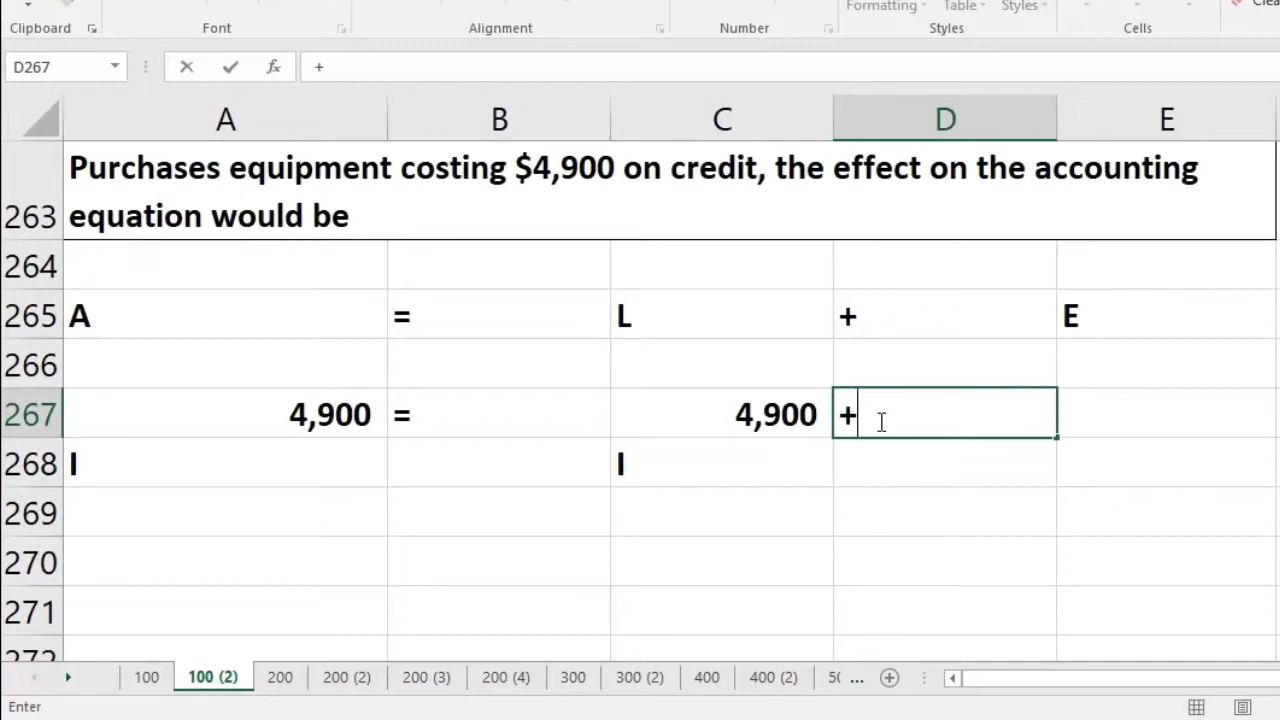 Formatting Table Styles
Clipboard Font Alignment Number Styles Cells
D267 fx +
A B C D E
263 Purchases equipment costing $4,900 on credit, the effect on the accounting
equation would be
264
265 A = L + E
266
267 4,900 = 4,900 +
268 I I
269
270
271
272
100 100 (2) 200 200 (2) 200 (3) 200 (4) 300 300 (2) 400 400 (2) ...
Enter